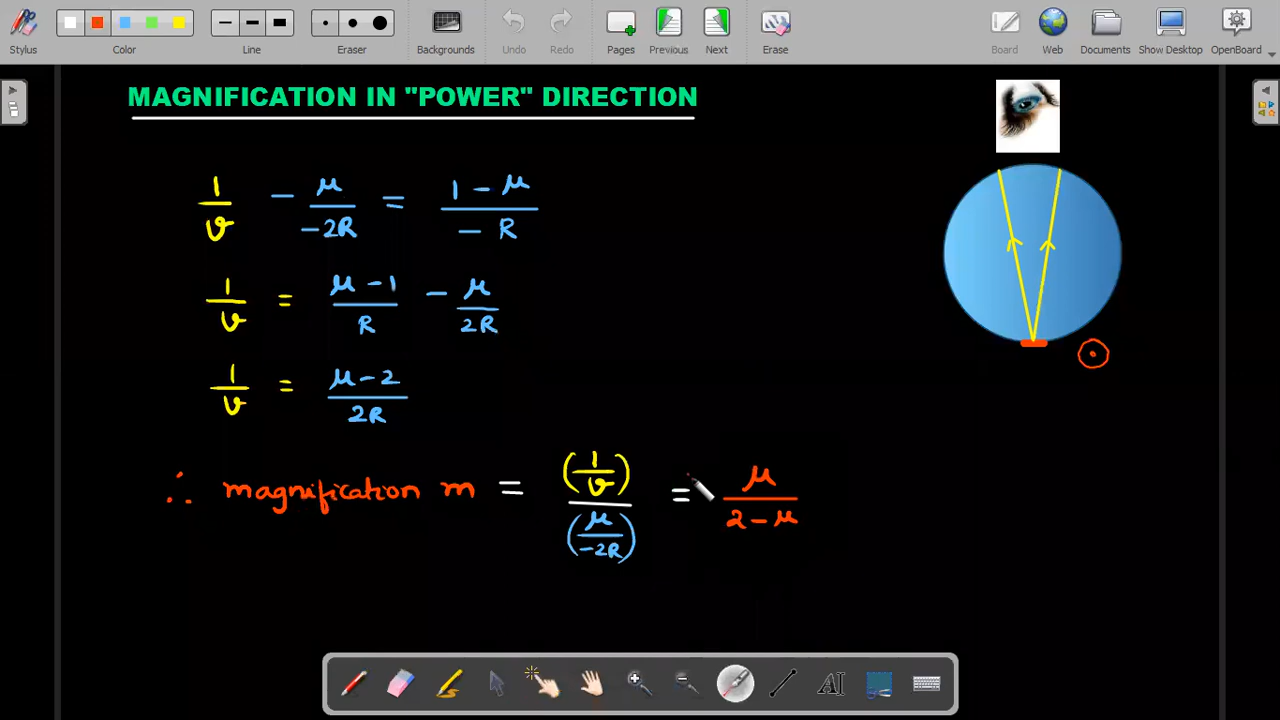 Stylus Color Line Eraser Backgrounds Undo Redo Pages Previous Next Erase Board Web Documents Show Desktop OpenBoard
MAGNIFICATION IN "POWER" DIRECTION
1/v - μ/-2R = 1 - μ/- R
1/v = μ - 1/R - μ/2R
1/v = μ - 2/2R
∴ magnification m = (1/v)/(μ/-2R) = μ/2 - μ